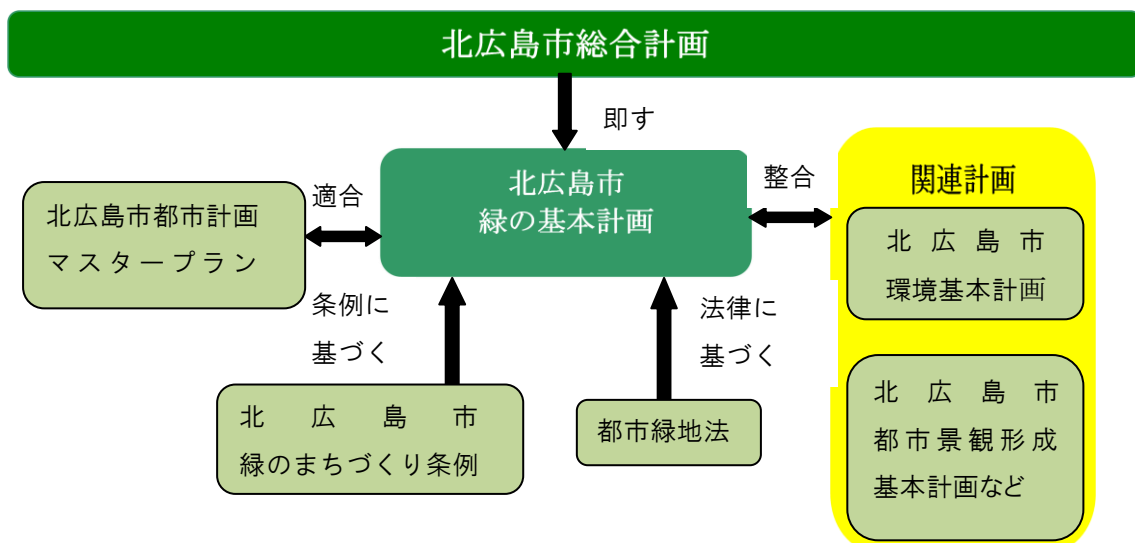 北広島市総合計画
即す
北広島市
緑の基本計画
適合
整合
北広島市都市計画
マスタープラン
関連計画
北広島市
環境基本計画
条例に
基づく
法律に
基づく
北広島市
緑のまちづくり条例
都市緑地法
北広島市
都市景観形成
基本計画など